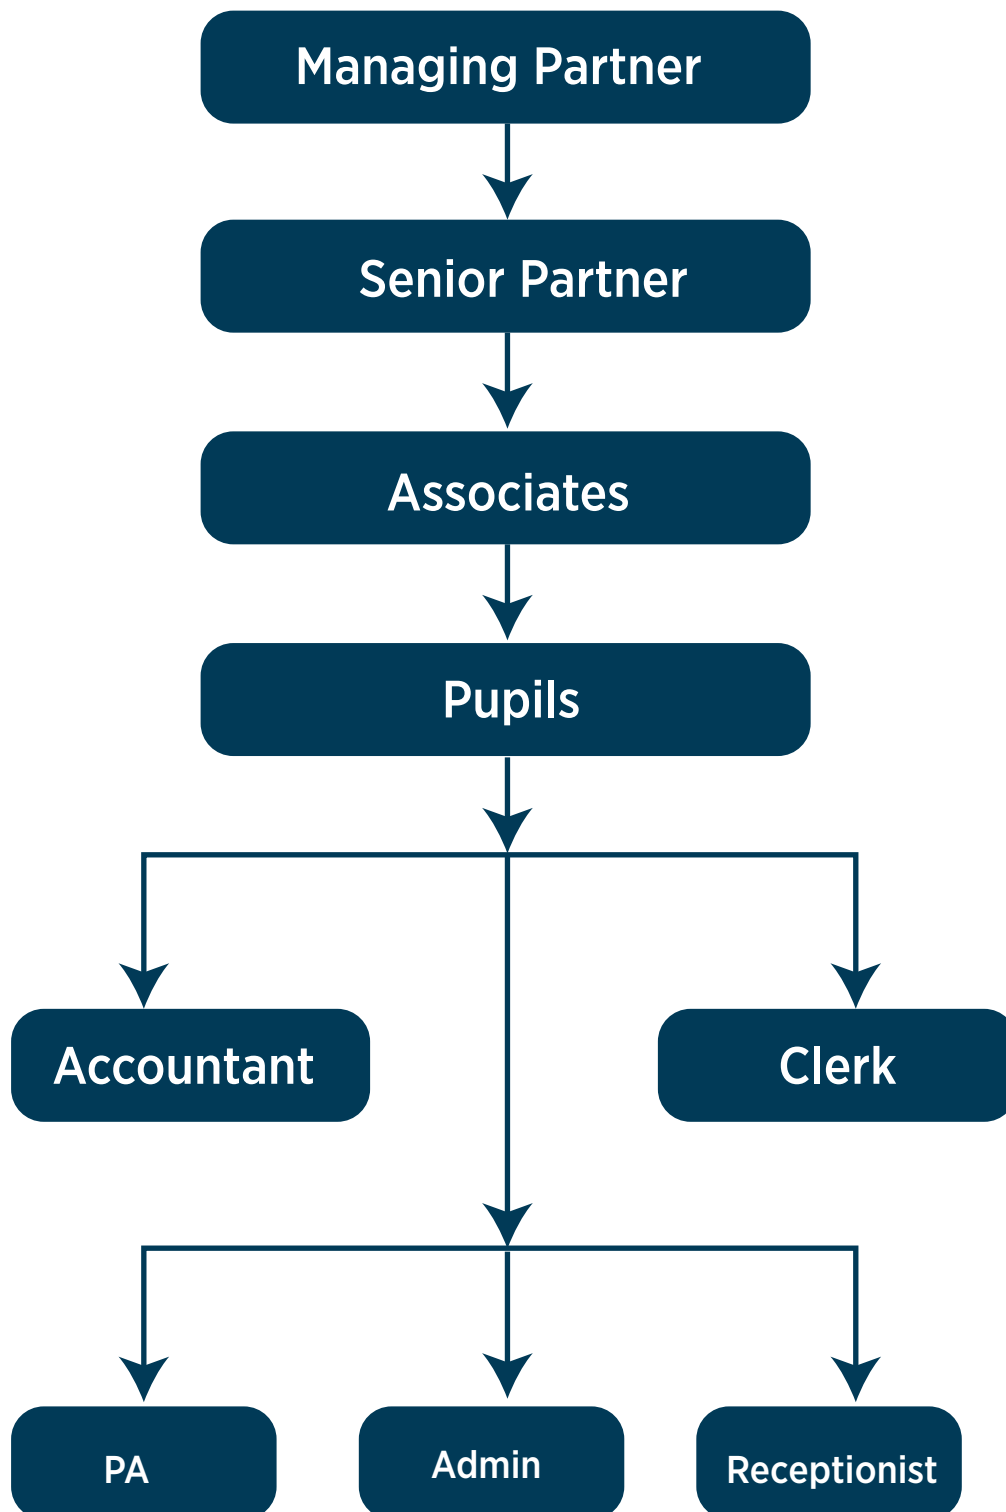 Managing Partner
Senior Partner
Associates
Pupils
Accountant
Clerk
PA
Admin
Receptionist